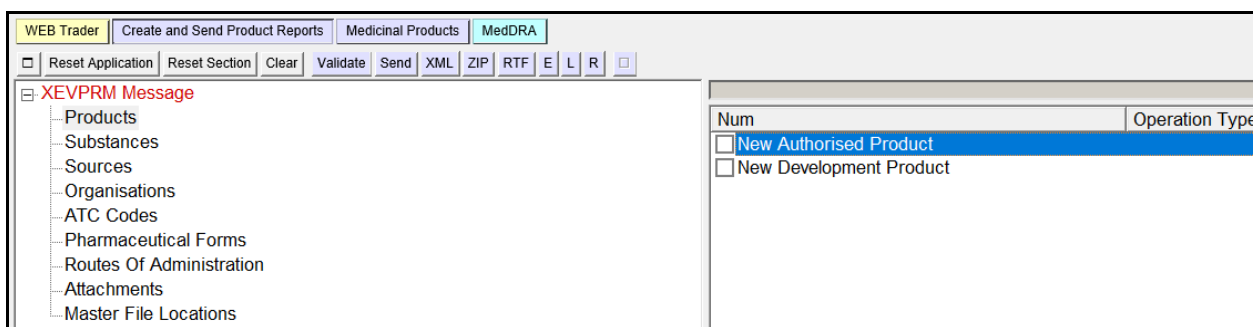 WEB Trader Create and Send Product Reports Medicinal Products MedDRA
Reset Application Reset Section Clear Validate Send XML ZIP RTF E L R
XEVPRM Message
Products
Substances
Sources
Organisations
ATC Codes
Pharmaceutical Forms
Routes Of Administration
Attachments
Master File Locations
Num Operation Type
New Authorised Product
New Development Product